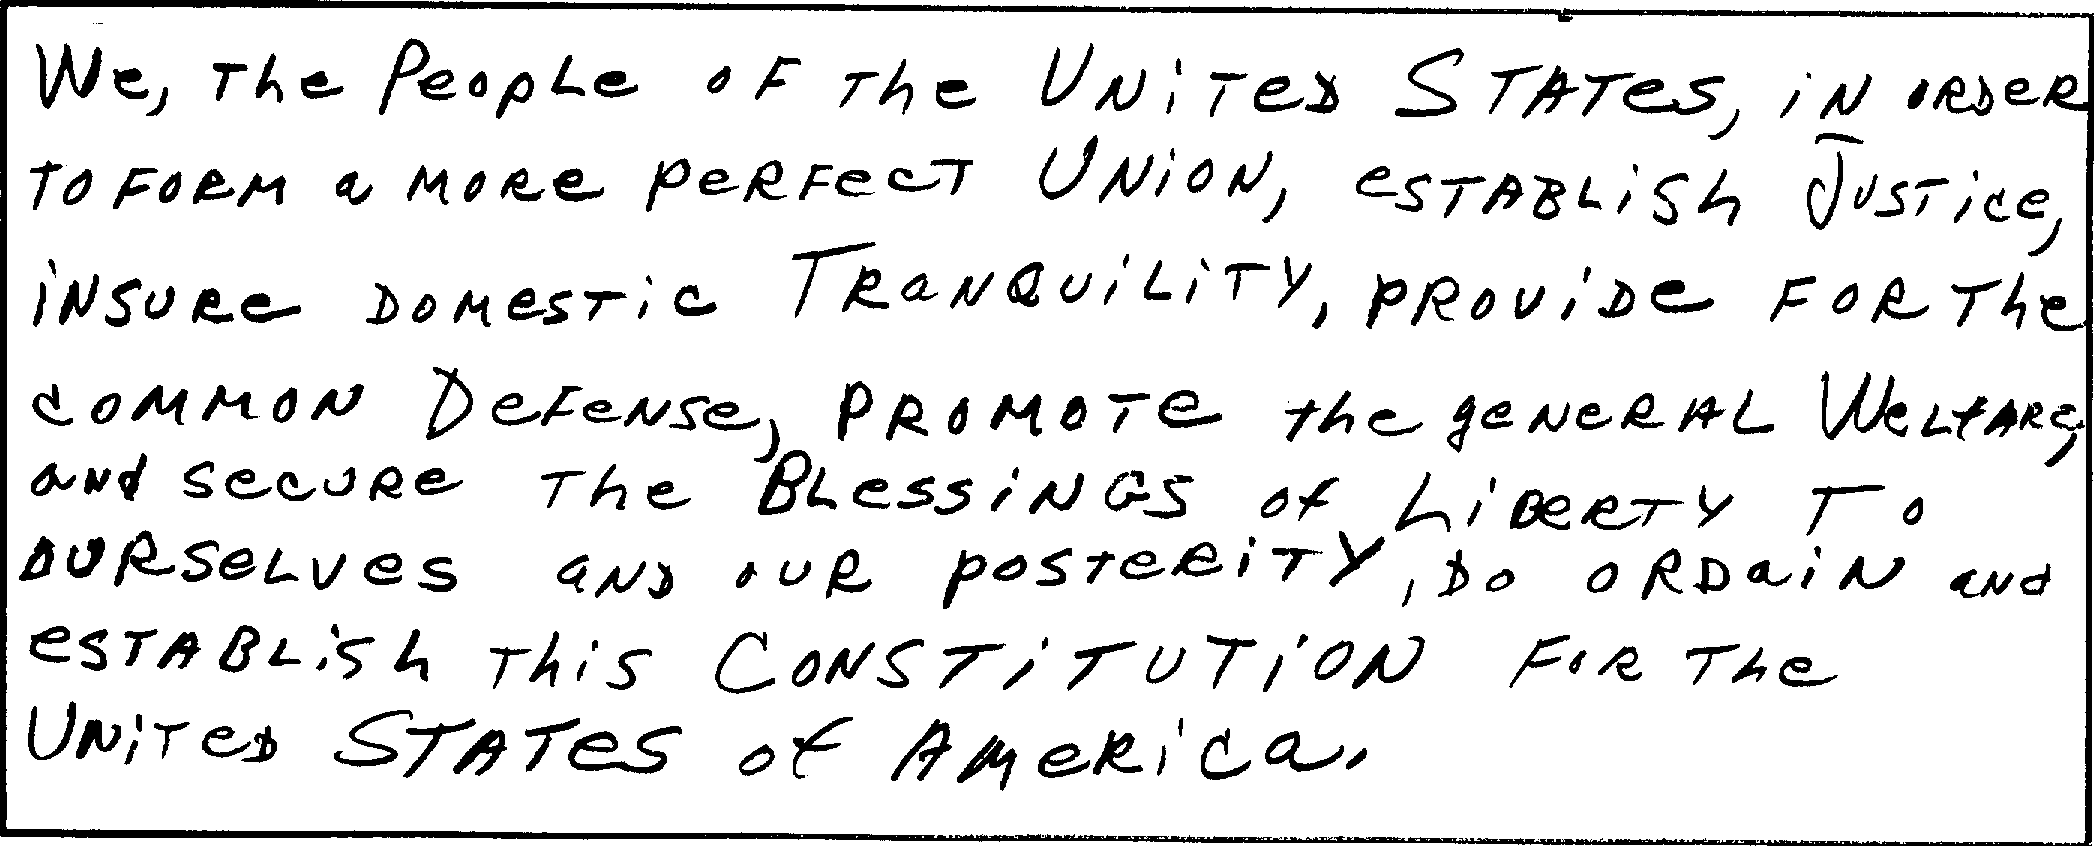 We, the People of the United States, in order
to form a more perfect Union, establish Justice,
insure domestic Tranquility, provide for the
common Defense, promote the general Welfare,
and secure the Blessings of Liberty to
ourselves and our posterity, do ordain and
establish this Constitution for the
United States of America.